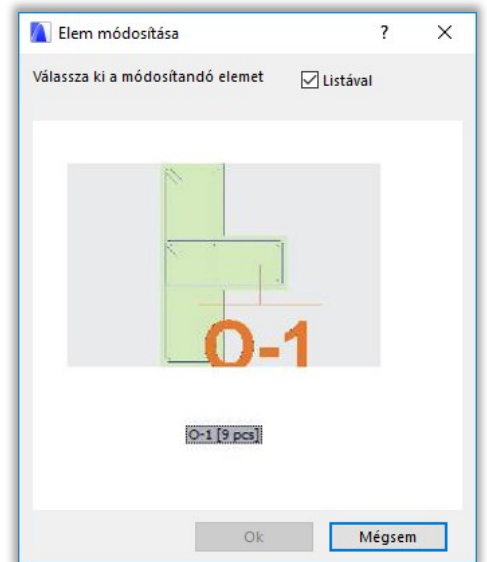 Elem módosítása ? X
Válassza ki a módosítandó elemet Listával
O-1
O-1 [9 pcs]
Ok Mégsem